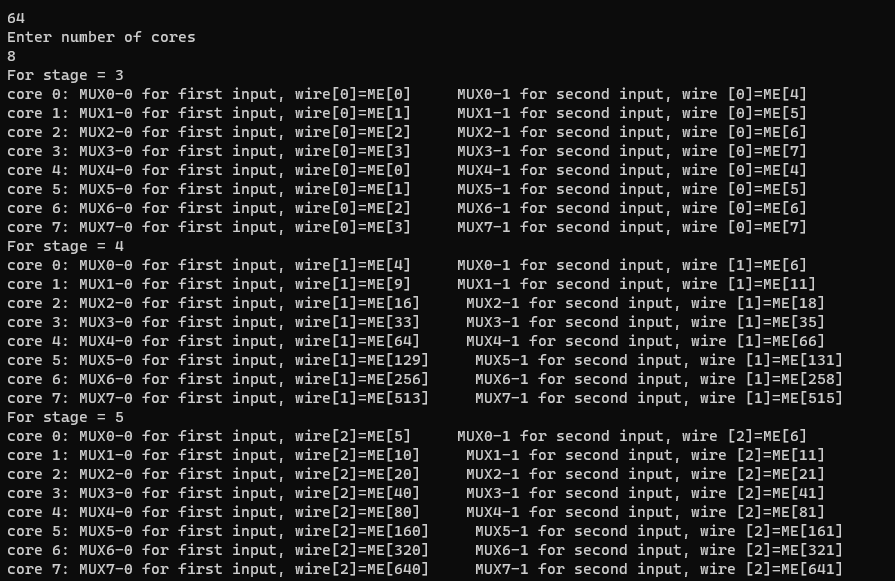 64
Enter number of cores
8
For stage = 3
core 0: MUX0-0 for first input, wire[0]=ME[0]     MUX0-1 for second input, wire [0]=ME[4]
core 1: MUX1-0 for first input, wire[0]=ME[1]     MUX1-1 for second input, wire [0]=ME[5]
core 2: MUX2-0 for first input, wire[0]=ME[2]     MUX2-1 for second input, wire [0]=ME[6]
core 3: MUX3-0 for first input, wire[0]=ME[3]     MUX3-1 for second input, wire [0]=ME[7]
core 4: MUX4-0 for first input, wire[0]=ME[0]     MUX4-1 for second input, wire [0]=ME[4]
core 5: MUX5-0 for first input, wire[0]=ME[1]     MUX5-1 for second input, wire [0]=ME[5]
core 6: MUX6-0 for first input, wire[0]=ME[2]     MUX6-1 for second input, wire [0]=ME[6]
core 7: MUX7-0 for first input, wire[0]=ME[3]     MUX7-1 for second input, wire [0]=ME[7]
For stage = 4
core 0: MUX0-0 for first input, wire[1]=ME[4]     MUX0-1 for second input, wire [1]=ME[6]
core 1: MUX1-0 for first input, wire[1]=ME[9]     MUX1-1 for second input, wire [1]=ME[11]
core 2: MUX2-0 for first input, wire[1]=ME[16]     MUX2-1 for second input, wire [1]=ME[18]
core 3: MUX3-0 for first input, wire[1]=ME[33]     MUX3-1 for second input, wire [1]=ME[35]
core 4: MUX4-0 for first input, wire[1]=ME[64]     MUX4-1 for second input, wire [1]=ME[66]
core 5: MUX5-0 for first input, wire[1]=ME[129]     MUX5-1 for second input, wire [1]=ME[131]
core 6: MUX6-0 for first input, wire[1]=ME[256]     MUX6-1 for second input, wire [1]=ME[258]
core 7: MUX7-0 for first input, wire[1]=ME[513]     MUX7-1 for second input, wire [1]=ME[515]
For stage = 5
core 0: MUX0-0 for first input, wire[2]=ME[5]     MUX0-1 for second input, wire [2]=ME[6]
core 1: MUX1-0 for first input, wire[2]=ME[10]     MUX1-1 for second input, wire [2]=ME[11]
core 2: MUX2-0 for first input, wire[2]=ME[20]     MUX2-1 for second input, wire [2]=ME[21]
core 3: MUX3-0 for first input, wire[2]=ME[40]     MUX3-1 for second input, wire [2]=ME[41]
core 4: MUX4-0 for first input, wire[2]=ME[80]     MUX4-1 for second input, wire [2]=ME[81]
core 5: MUX5-0 for first input, wire[2]=ME[160]     MUX5-1 for second input, wire [2]=ME[161]
core 6: MUX6-0 for first input, wire[2]=ME[320]     MUX6-1 for second input, wire [2]=ME[321]
core 7: MUX7-0 for first input, wire[2]=ME[640]     MUX7-1 for second input, wire [2]=ME[641]